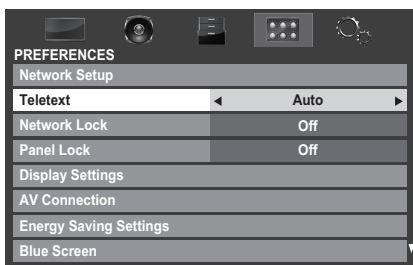 PREFERENCES
Network Setup
Teletext Auto
Network Lock Off
Panel Lock Off
Display Settings
AV Connection
Energy Saving Settings
Blue Screen